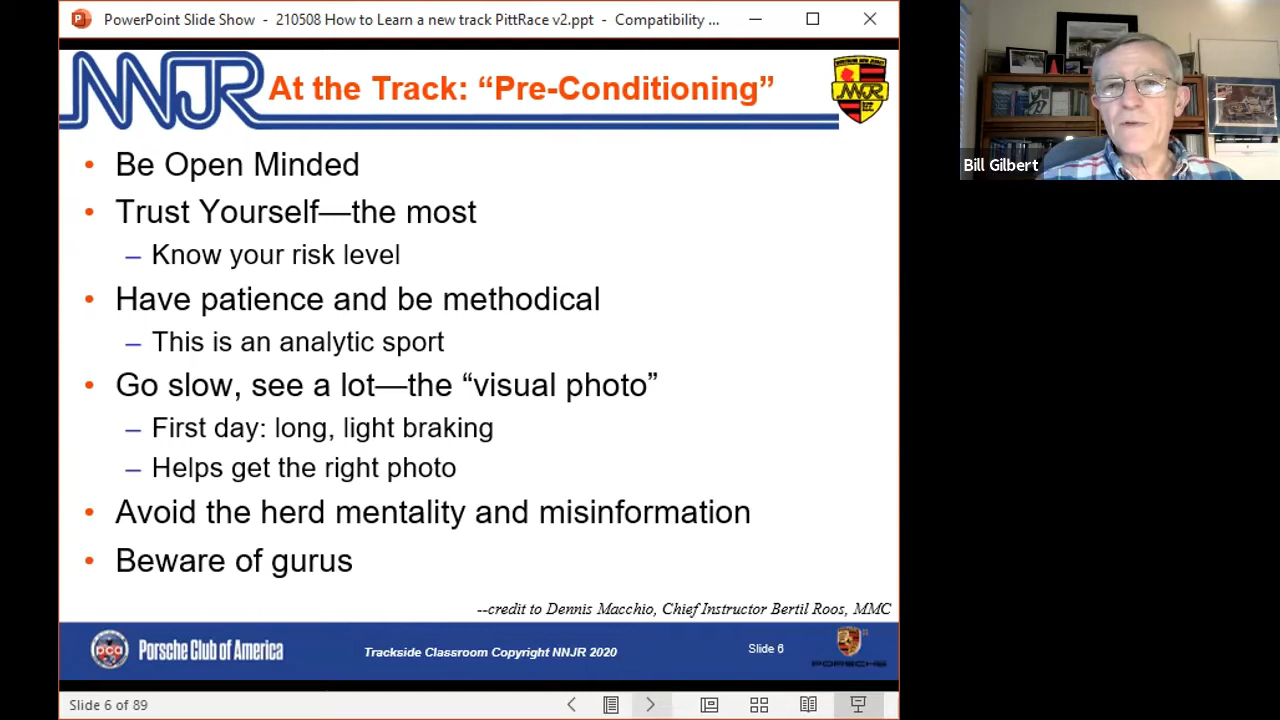 PowerPoint Slide Show - 210508 How to Learn a new track PittRace v2.ppt - Compatibility ...
NNJR
At the Track: “Pre-Conditioning”
NNJR
• Be Open Minded
• Trust Yourself—the most
– Know your risk level
• Have patience and be methodical
– This is an analytic sport
• Go slow, see a lot—the “visual photo”
– First day: long, light braking
– Helps get the right photo
• Avoid the herd mentality and misinformation
• Beware of gurus
--credit to Dennis Macchio, Chief Instructor Bertil Roos, MMC
pca
Porsche Club of America
Trackside Classroom Copyright NNJR 2020
Slide 6
PORSCHE
Slide 6 of 89
Bill Gilbert